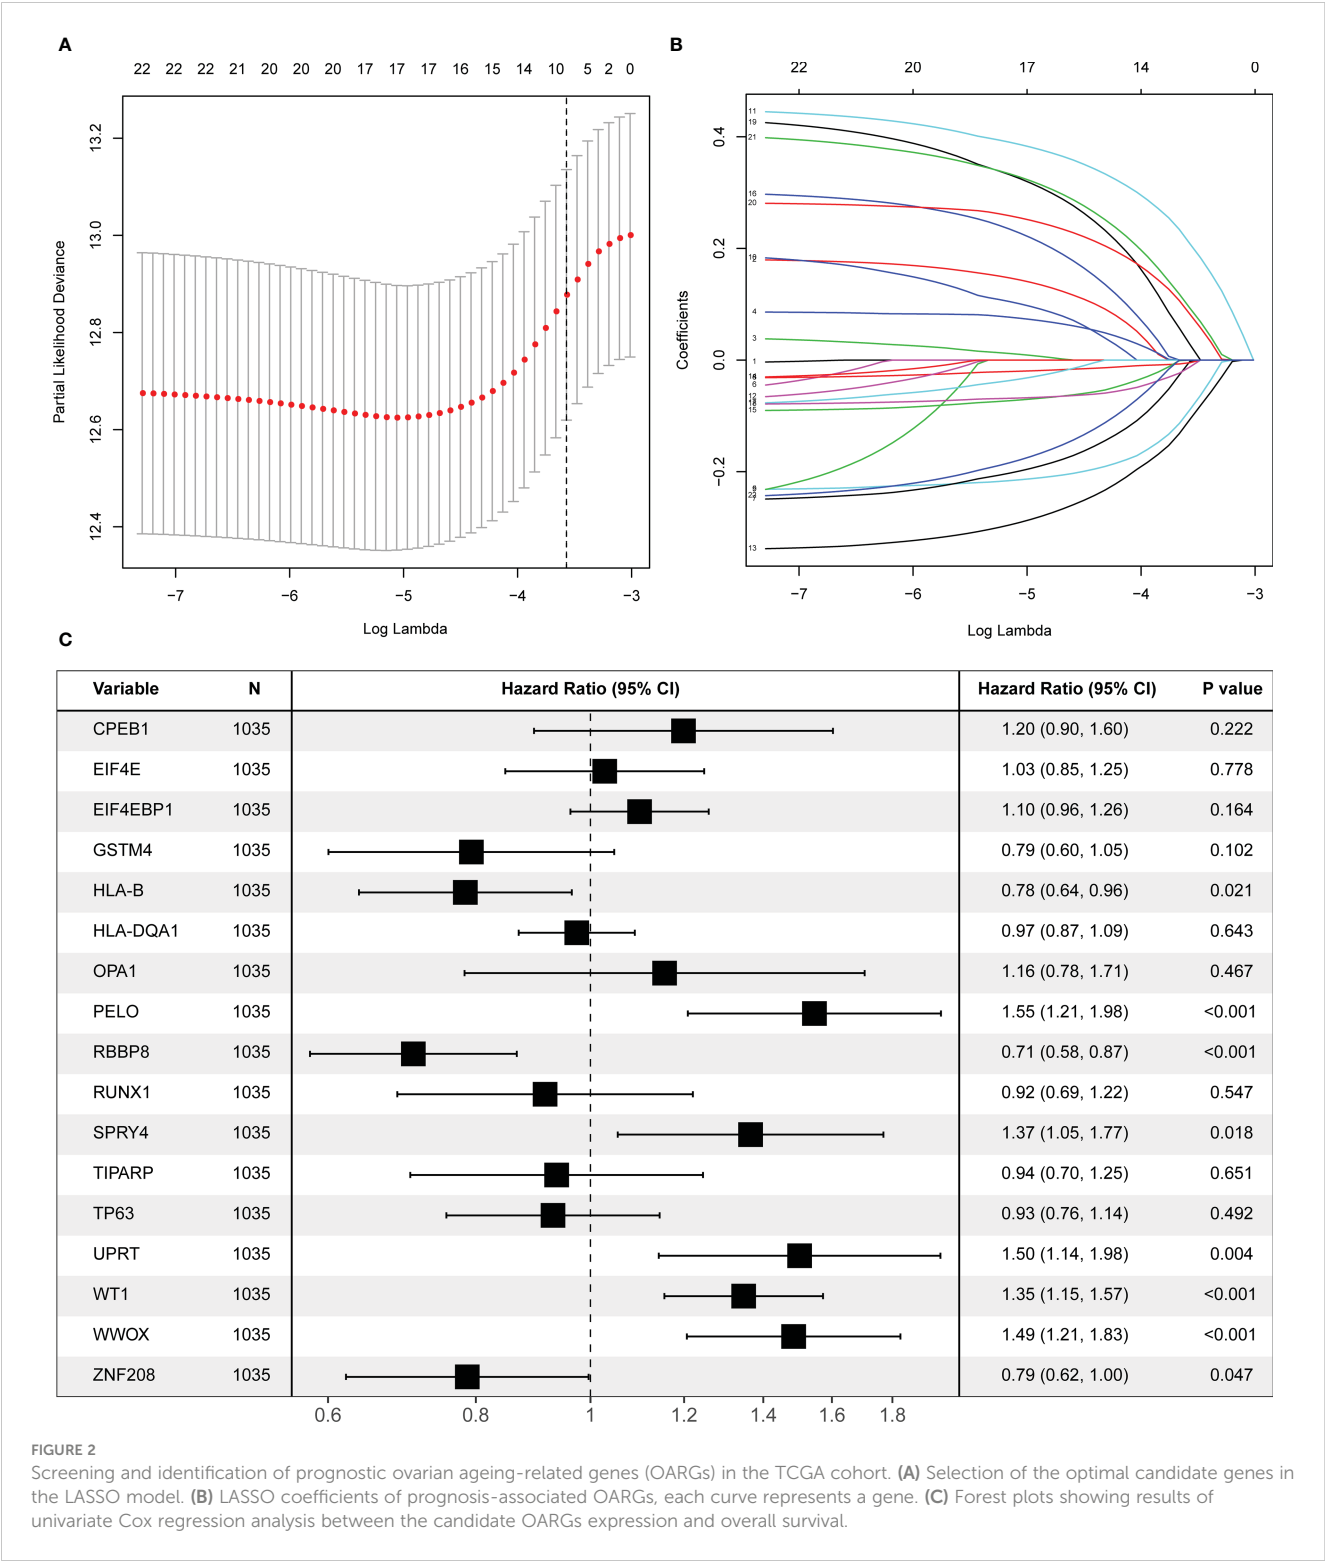 A
22 22 22 21 20 20 20 17 17 17 16 15 14 10 5 2 0
Partial Likelihood Deviance
13.2
13.0
12.8
12.6
12.4
−7 −6 −5 −4 −3
Log Lambda
B
22 20 17 14 0
Coefficients
0.4
0.2
0.0
−0.2
11
19
21
16
20
4
3
1
6
12
15
13
−7 −6 −5 −4 −3
Log Lambda
C
Variable N Hazard Ratio (95% CI) Hazard Ratio (95% CI) P value
CPEB1 1035 1.20 (0.90, 1.60) 0.222
EIF4E 1035 1.03 (0.85, 1.25) 0.778
EIF4EBP1 1035 1.10 (0.96, 1.26) 0.164
GSTM4 1035 0.79 (0.60, 1.05) 0.102
HLA-B 1035 0.78 (0.64, 0.96) 0.021
HLA-DQA1 1035 0.97 (0.87, 1.09) 0.643
OPA1 1035 1.16 (0.78, 1.71) 0.467
PELO 1035 1.55 (1.21, 1.98) <0.001
RBBP8 1035 0.71 (0.58, 0.87) <0.001
RUNX1 1035 0.92 (0.69, 1.22) 0.547
SPRY4 1035 1.37 (1.05, 1.77) 0.018
TIPARP 1035 0.94 (0.70, 1.25) 0.651
TP63 1035 0.93 (0.76, 1.14) 0.492
UPRT 1035 1.50 (1.14, 1.98) 0.004
WT1 1035 1.35 (1.15, 1.57) <0.001
WWOX 1035 1.49 (1.21, 1.83) <0.001
ZNF208 1035 0.79 (0.62, 1.00) 0.047
0.6 0.8 1 1.2 1.4 1.6 1.8
FIGURE 2
Screening and identification of prognostic ovarian ageing-related genes (OARGs) in the TCGA cohort. (A) Selection of the optimal candidate genes in
the LASSO model. (B) LASSO coefficients of prognosis-associated OARGs, each curve represents a gene. (C) Forest plots showing results of
univariate Cox regression analysis between the candidate OARGs expression and overall survival.